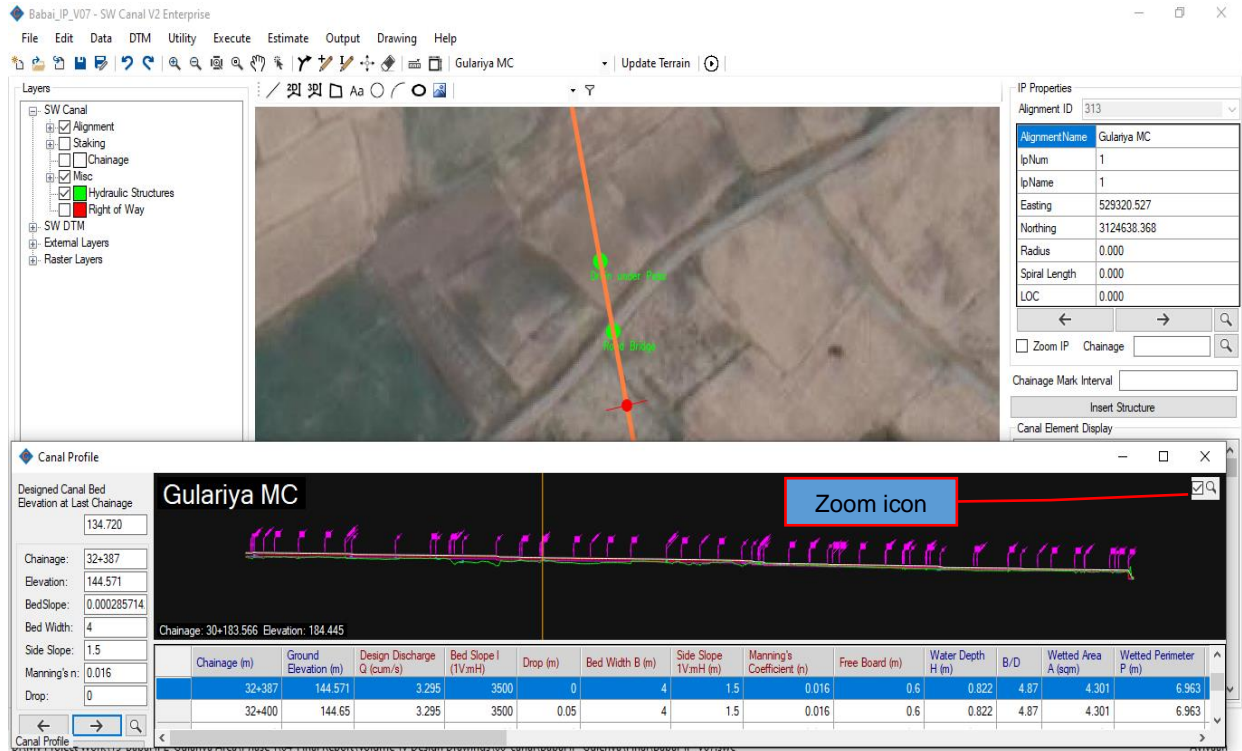 Babai_IP_V07 - SW Canal V2 Enterprise
File Edit Data DTM Utility Execute Estimate Output Drawing Help
Gulariya MC Update Terrain
Layers
SW Canal
Alignment
Staking
Chainage
Misc
Hydraulic Structures
Right of Way
SW DTM
External Layers
Raster Layers
Aa
Road Bridge
IP Properties
Alignment ID 313
AlignmentName Gulariya MC
IpNum 1
IpName 1
Easting 529320.527
Northing 3124638.368
Radius 0.000
Spiral Length 0.000
LOC 0.000
Zoom IP Chainage
Chainage Mark Interval
Insert Structure
Canal Element Display
Canal Profile
Designed Canal Bed
Elevation at Last Chainage
134.720
Chainage: 32+387
Elevation: 144.571
BedSlope: 0.000285714
Bed Width: 4
Side Slope: 1.5
Manning's n: 0.016
Drop: 0
Canal Profile
Gulariya MC
Zoom icon
Chainage: 30+183.566 Elevation: 184.445
Chainage (m) Ground Elevation (m) Design Discharge Q (cum/s) Bed Slope I (1V:mH) Drop (m) Bed Width B (m) Side Slope 1V:mH) Manning's Coefficient (n) Free Board (m) Water Depth H (m) B/D Wetted Area A (sqm) Wetted Perimeter P (m)
32+387 144.571 3.295 3500 0 4 1.5 0.016 0.6 0.822 4.87 4.301 6.963
32+400 144.65 3.295 3500 0.05 4 1.5 0.016 0.6 0.822 4.87 4.301 6.963